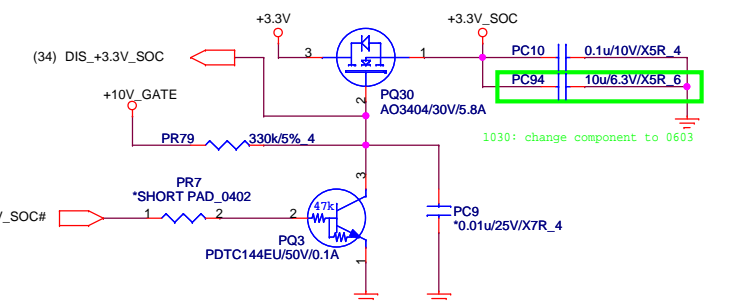 +3.3V
+3.3V_SOC
(34) DIS_+3.3V_SOC
3
1
PC10
0.1u/10V/X5R_4
PC94
10u/6.3V/X5R_6
+10V_GATE
2
PQ30
AO3404/30V/5.8A
PR79
330k/5%_4
1030: change component to 0603
PR7
*SHORT PAD_0402
3
V_SOC#
1
2
2
47k
PC9
*0.01u/25V/X7R_4
PQ3
PDTC144EU/50V/0.1A
1